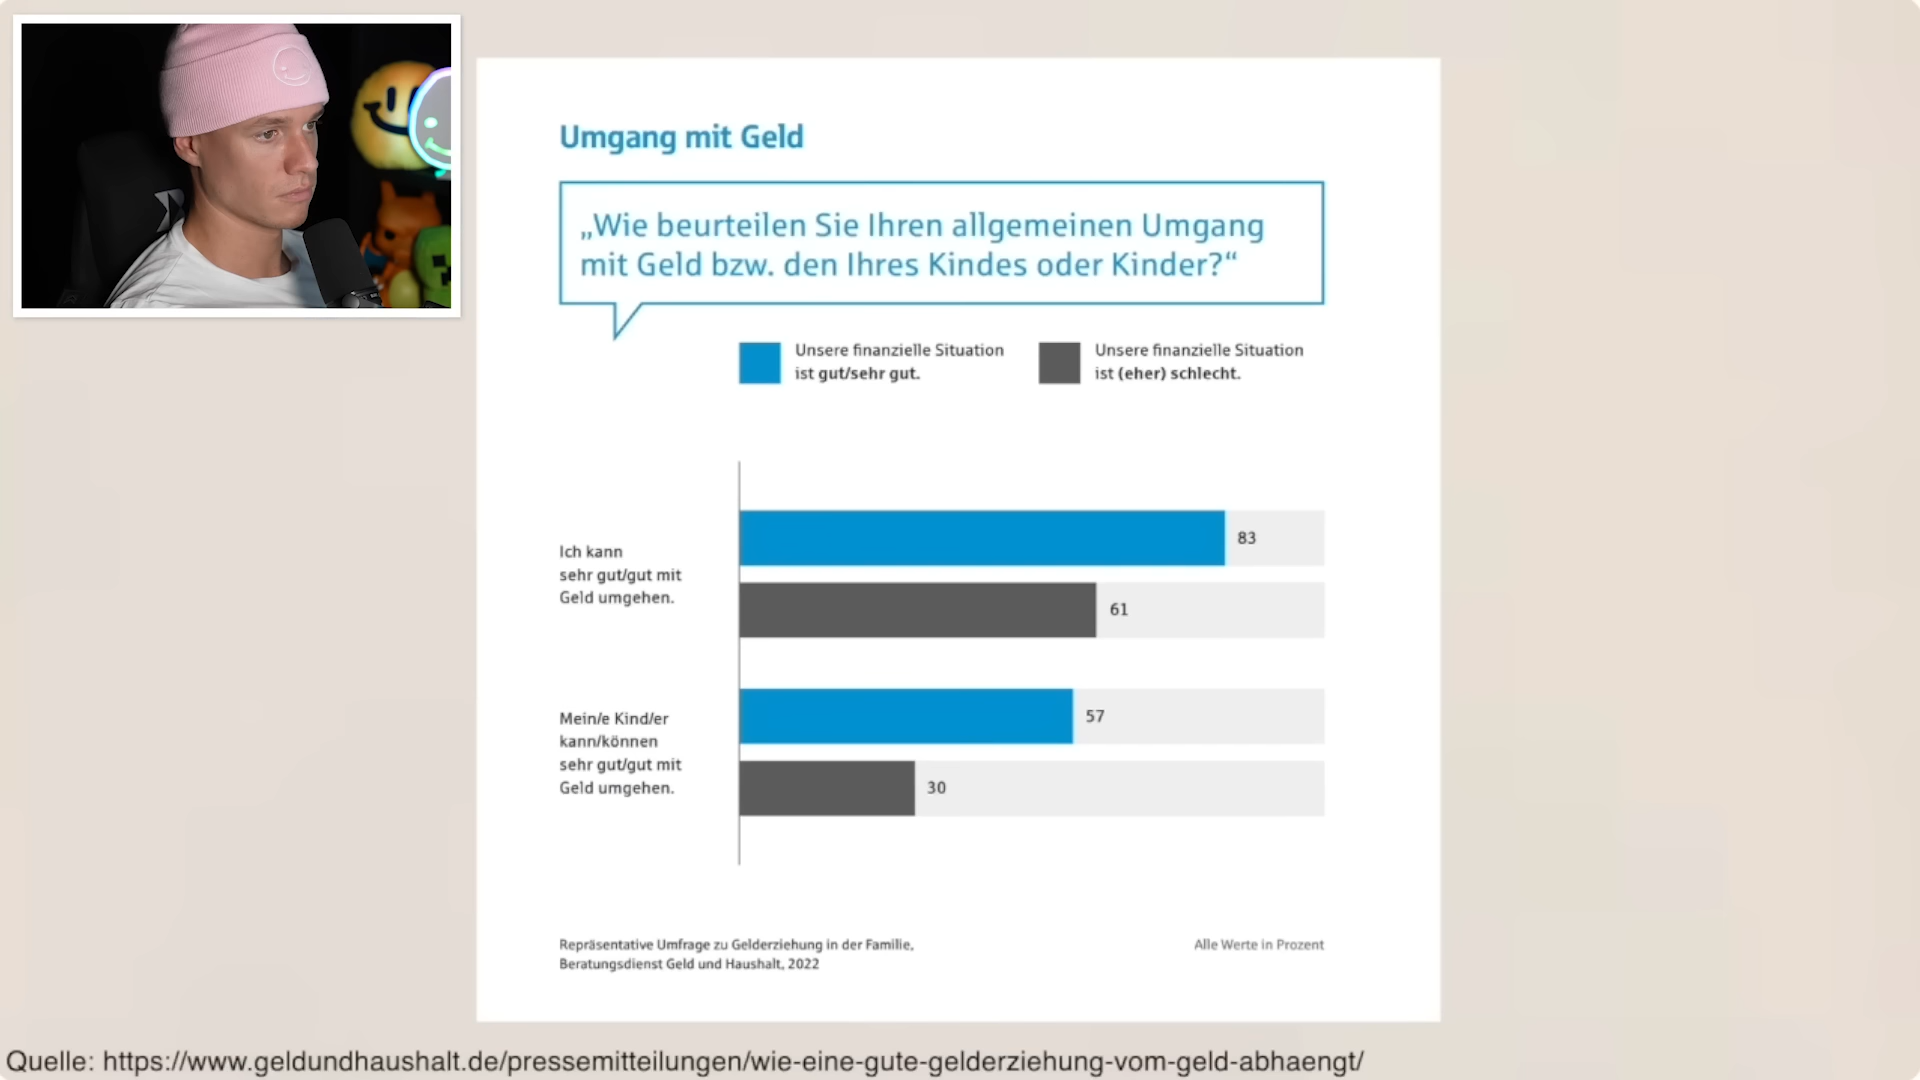 Umgang mit Geld
„Wie beurteilen Sie Ihren allgemeinen Umgang
mit Geld bzw. den Ihres Kindes oder Kinder?“
Unsere finanzielle Situation
ist gut/sehr gut.
Unsere finanzielle Situation
ist (eher) schlecht.
Ich kann
sehr gut/gut mit
Geld umgehen.
83
61
Mein/e Kind/er
kann/können
sehr gut/gut mit
Geld umgehen.
57
30
Repräsentative Umfrage zu Gelderziehung in der Familie,
Beratungsdienst Geld und Haushalt, 2022
Alle Werte in Prozent
Quelle: https://www.geldundhaushalt.de/pressemitteilungen/wie-eine-gute-gelderziehung-vom-geld-abhaengt/